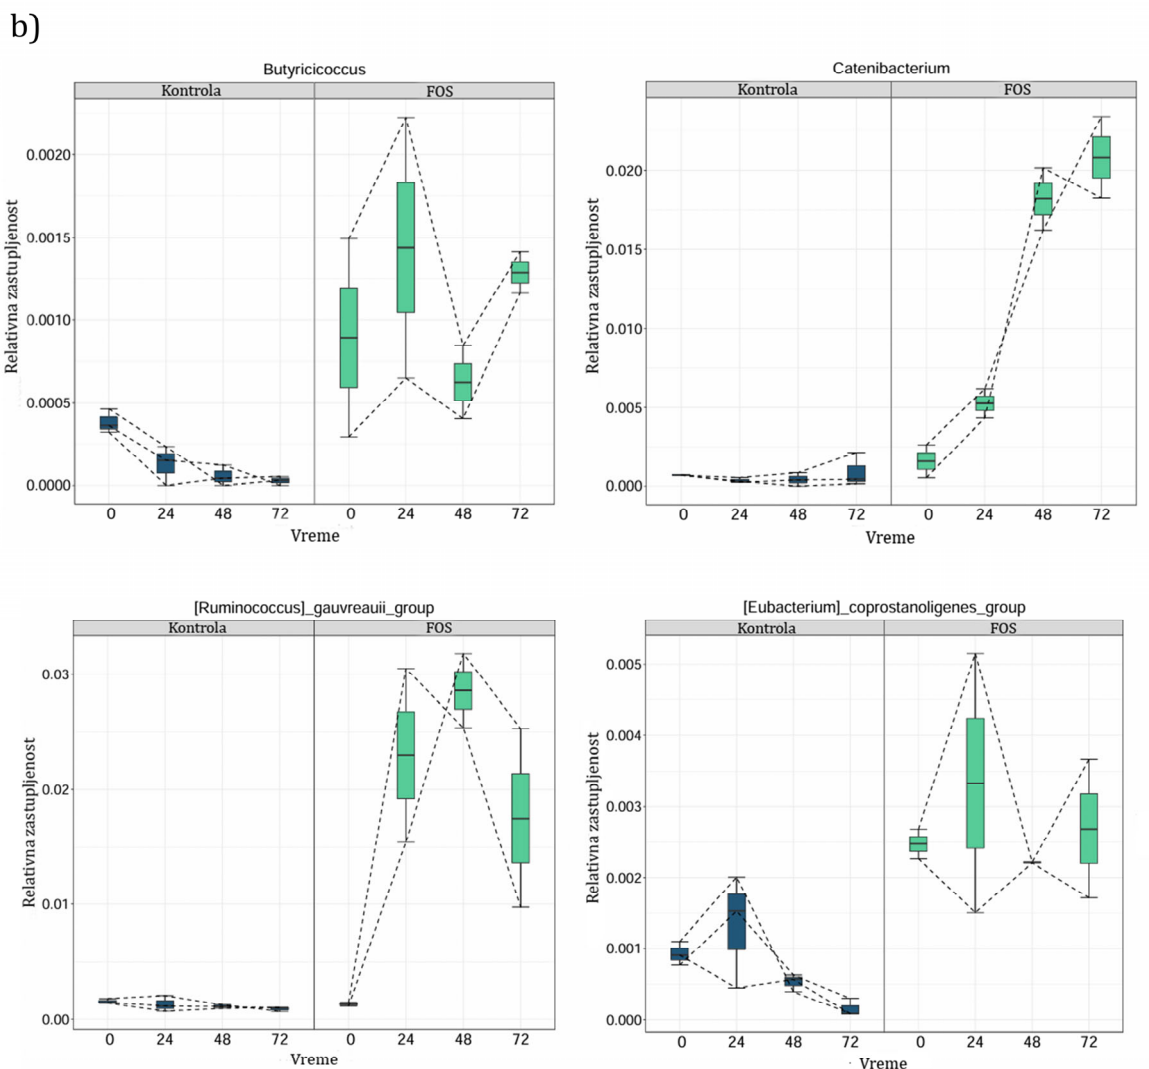 b)
Butyricicoccus
Kontrola FOS
Relativna zastupljenost
0.0020
0.0015
0.0010
0.0005
0.0000
0 24 48 72 0 24 48 72
Vreme
Catenibacterium
Kontrola FOS
Relativna zastupljenost
0.020
0.015
0.010
0.005
0.000
0 24 48 72 0 24 48 72
Vreme
[Ruminococcus]_gauvreauii_group
Kontrola FOS
Relativna zastupljenost
0.03
0.02
0.01
0.00
0 24 48 72 0 24 48 72
Vreme
[Eubacterium]_coprostanoligenes_group
Kontrola FOS
Relativna zastupljenost
0.005
0.004
0.003
0.002
0.001
0.000
0 24 48 72 0 24 48 72
Vreme